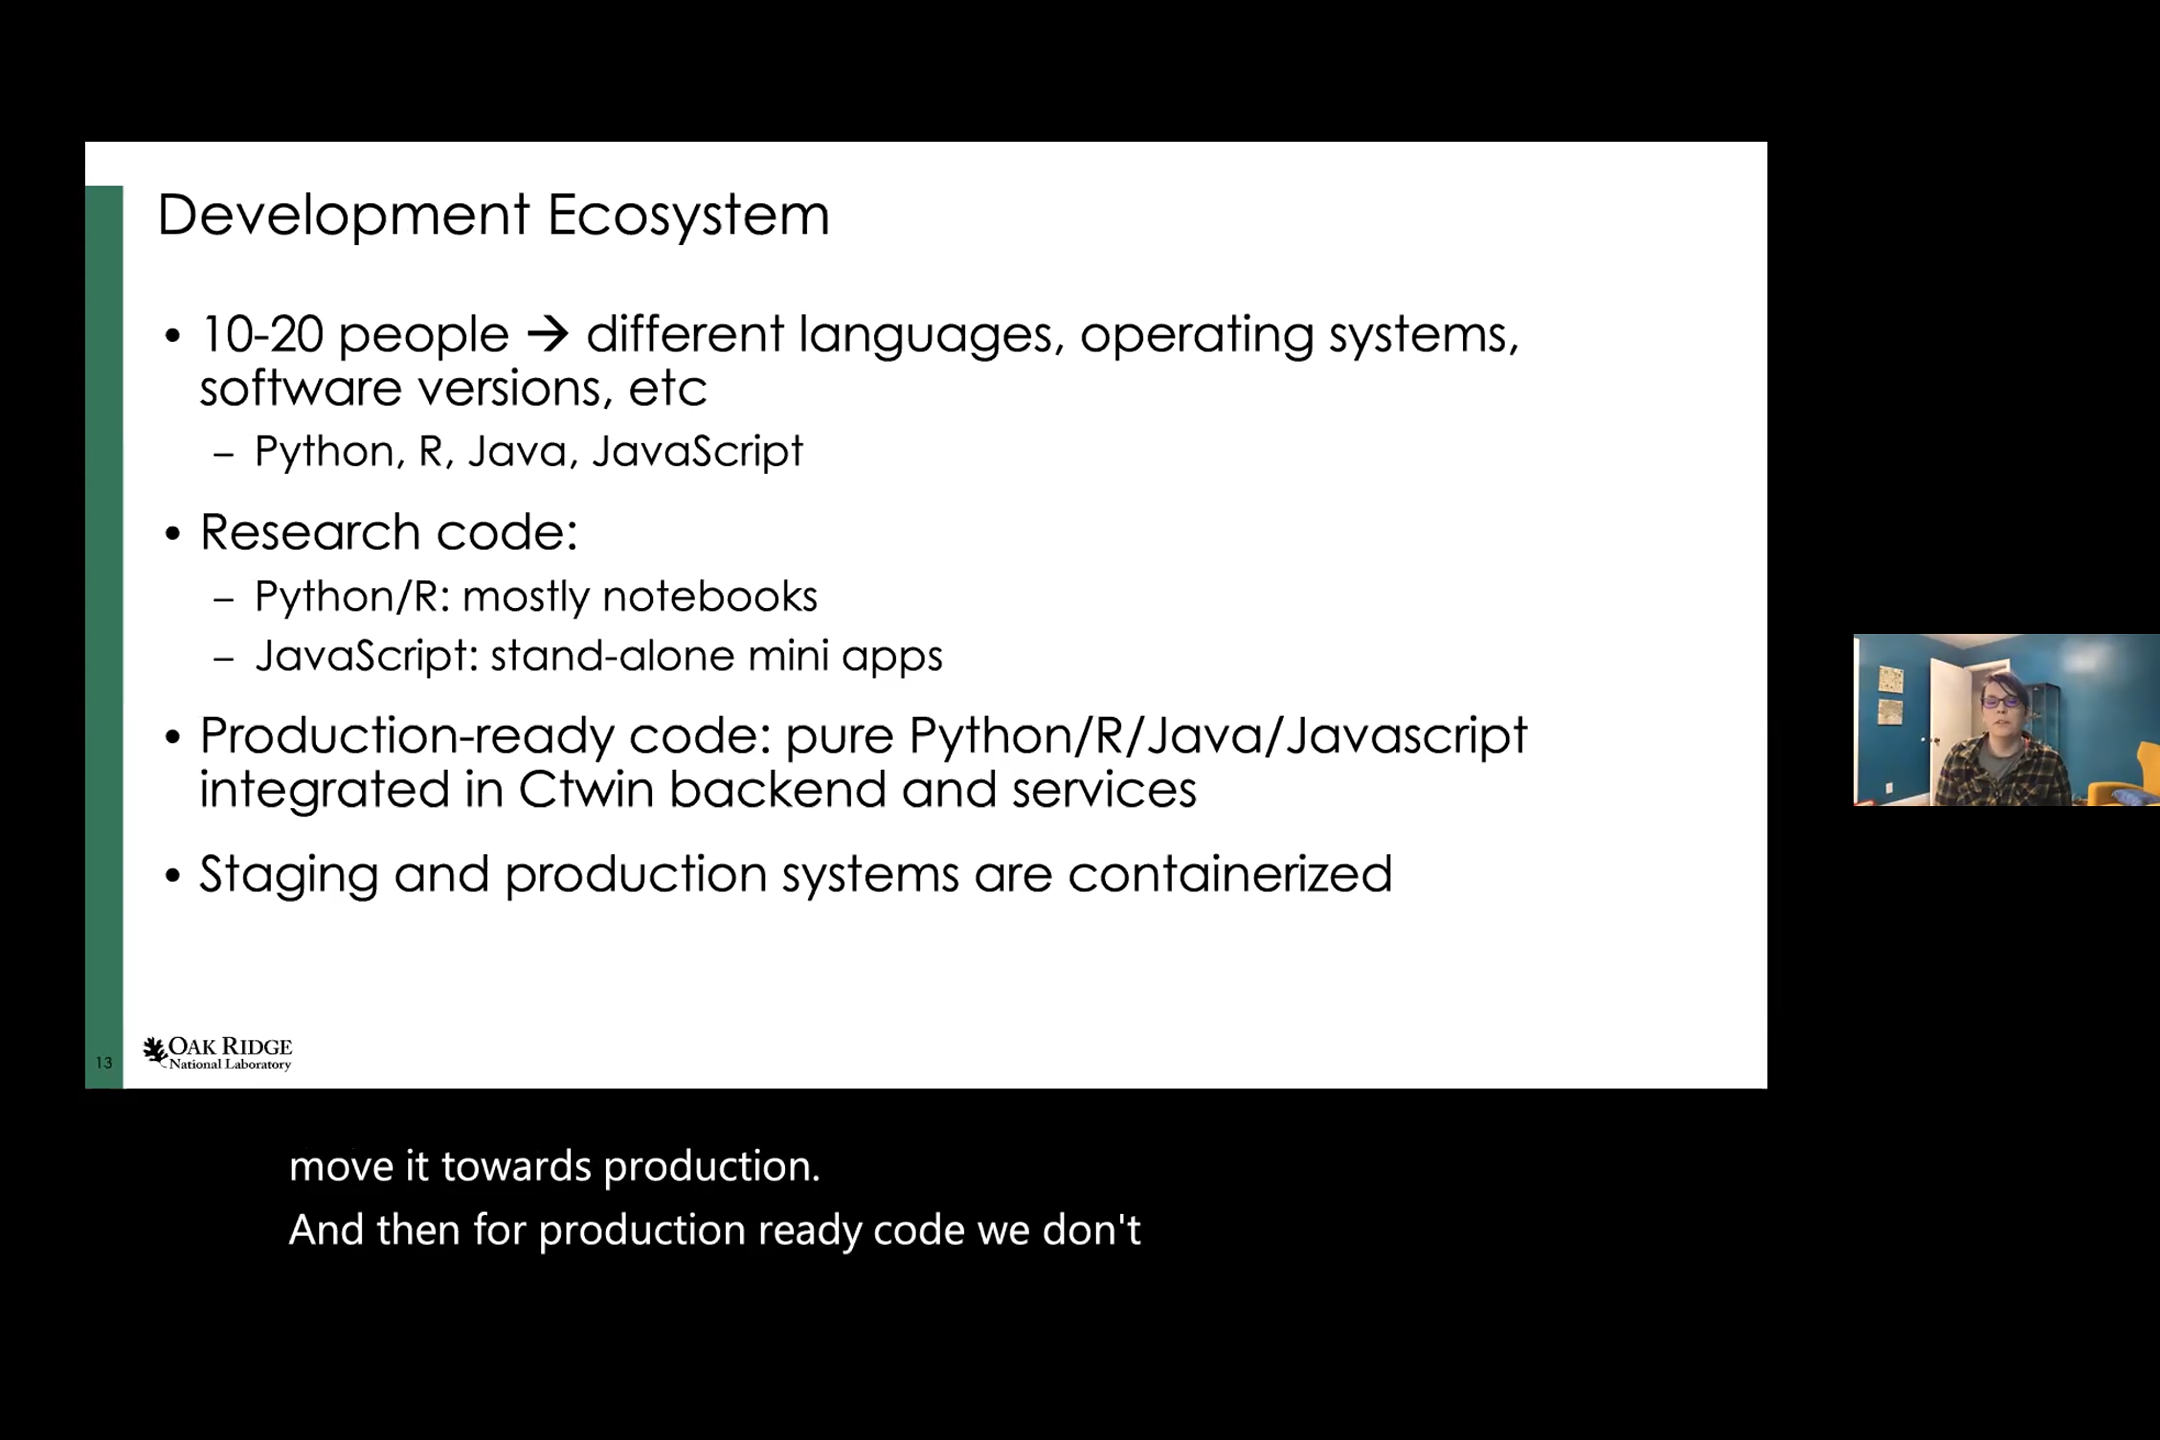 Development Ecosystem
• 10-20 people → different languages, operating systems,
software versions, etc
– Python, R, Java, JavaScript
• Research code:
– Python/R: mostly notebooks
– JavaScript: stand-alone mini apps
• Production-ready code: pure Python/R/Java/Javascript
integrated in Ctwin backend and services
• Staging and production systems are containerized
13
OAK RIDGE
National Laboratory
move it towards production.
And then for production ready code we don't